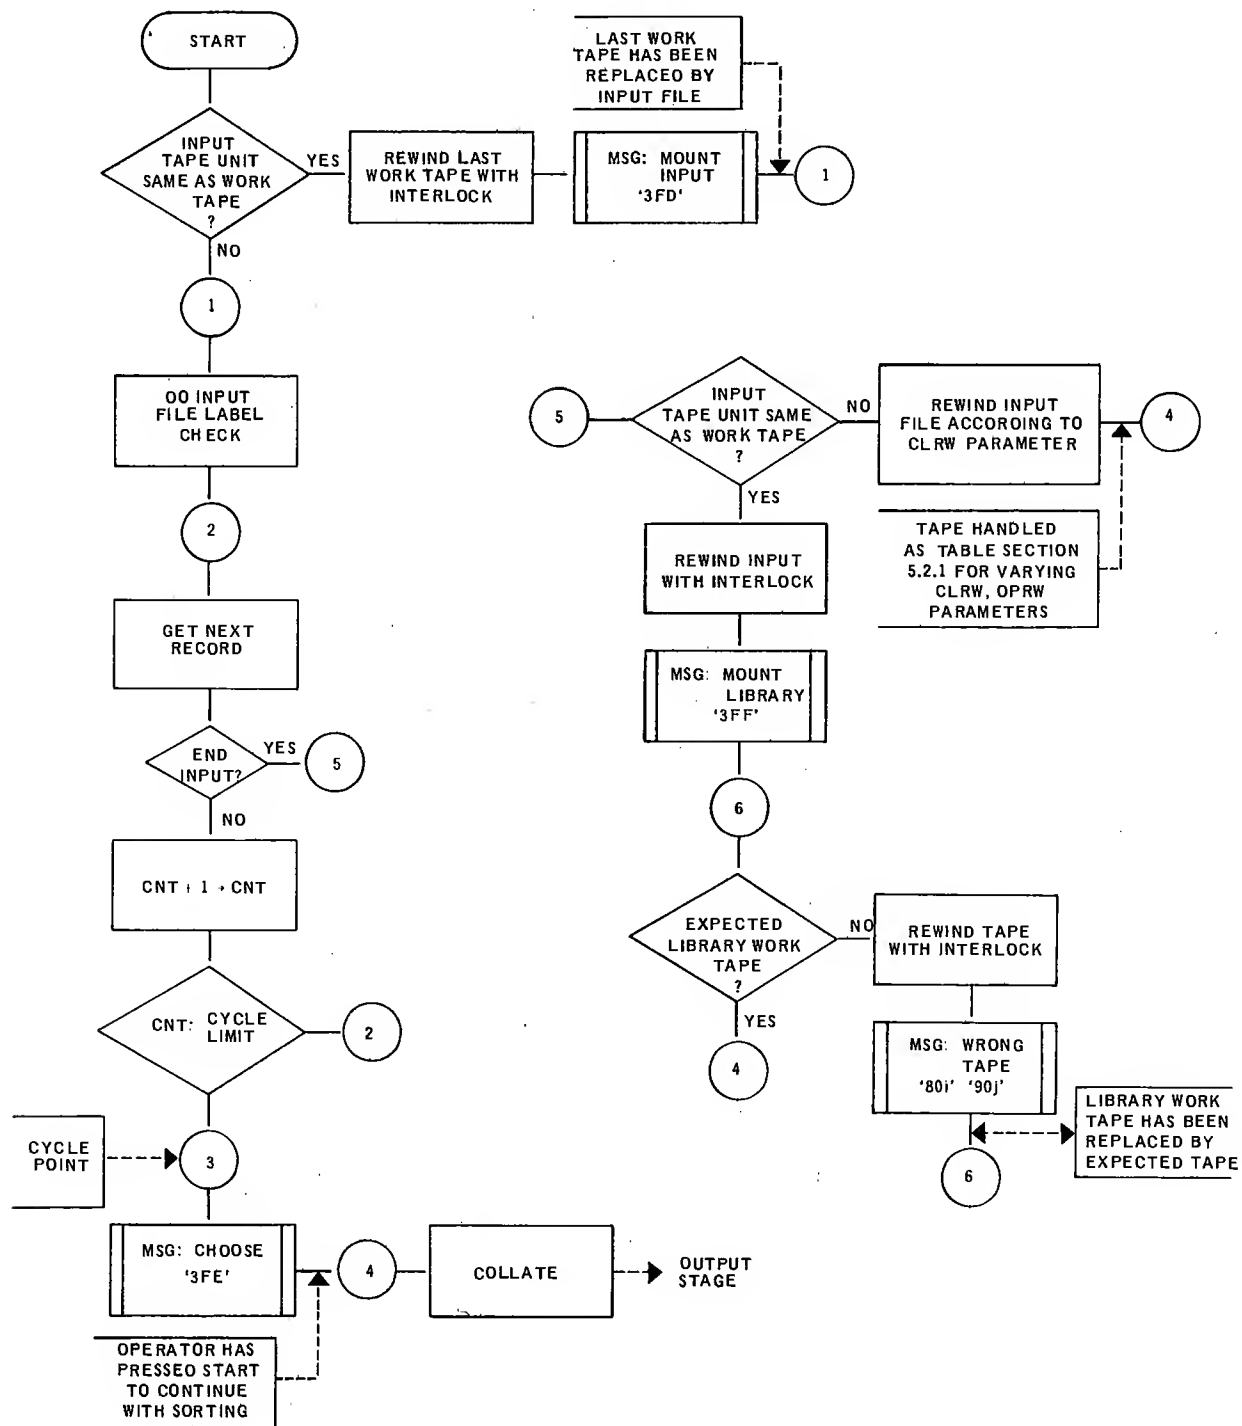 START
INPUT
TAPE UNIT
SAME AS WORK
TAPE
?
YES
NO
REWIND LAST
WORK TAPE WITH
INTERLOCK
MSG: MOUNT
INPUT
'3FD'
LAST WORK
TAPE HAS BEEN
REPLACED BY
INPUT FILE
1
1
OO INPUT
FILE LABEL
CHECK
2
GET NEXT
RECORD
END
INPUT?
YES
5
NO
CNT + 1 → CNT
CNT: CYCLE
LIMIT
2
CYCLE
POINT
3
MSG: CHOOSE
'3FE'
4
COLLATE
OUTPUT
STAGE
OPERATOR HAS
PRESSEO START
TO CONTINUE
WITH SORTING
5
INPUT
TAPE UNIT SAME
AS WORK TAPE
?
NO
REWIND INPUT
FILE ACCOROING TO
CLRW PARAMETER
4
TAPE HANDLED
AS TABLE SECTION
5.2.1 FOR VARYING
CLRW, OPRW
PARAMETERS
YES
REWIND INPUT
WITH INTERLOCK
MSG: MOUNT
LIBRARY
'3FF'
6
EXPECTED
LIBRARY WORK
TAPE
?
NO
YES
4
REWIND TAPE
WITH INTERLOCK
MSG: WRONG
TAPE
'80i' '90j'
LIBRARY WORK
TAPE HAS BEEN
REPLACED BY
EXPECTED TAPE
6